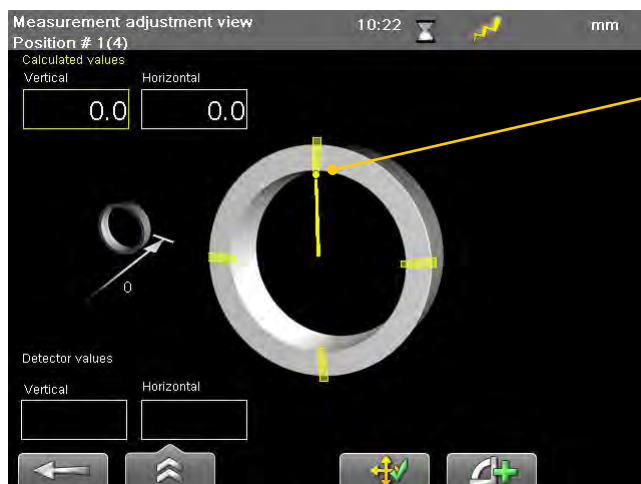 Measurement adjustment view 10:22 mm
Position # 1(4)
Calculated values
Vertical Horizontal
0.0 0.0
0
Detector values
Vertical Horizontal